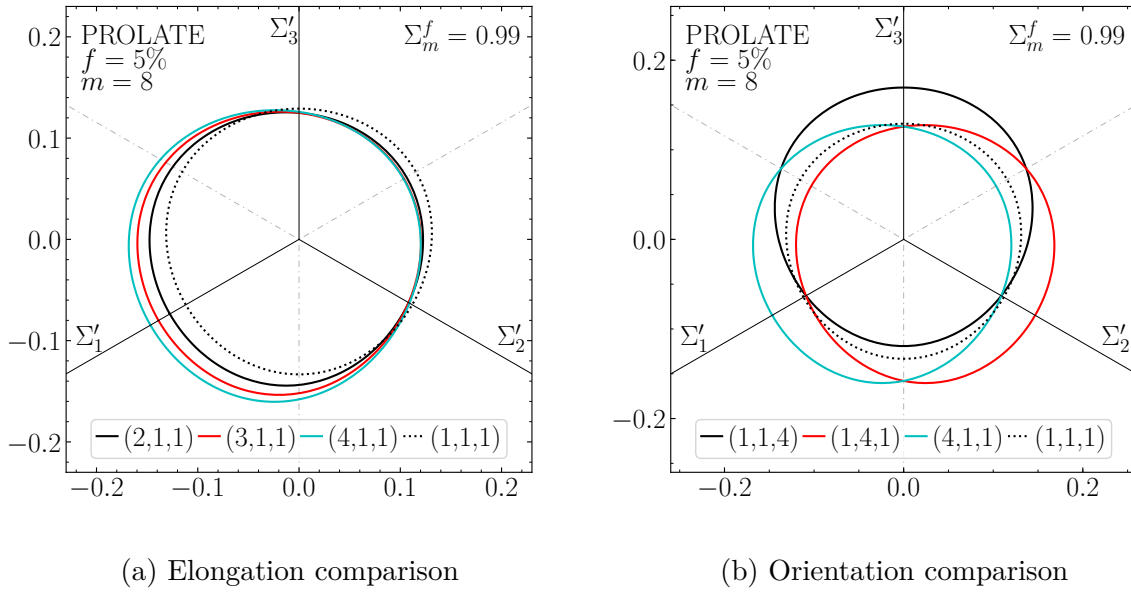 PROLATE
f = 5%
m = 8
Σ′₃
Σᶠₘ = 0.99
0.2
0.1
0.0
−0.1
−0.2
Σ′₁
Σ′₂
(2,1,1) (3,1,1) (4,1,1) (1,1,1)
−0.2 −0.1 0.0 0.1 0.2
(a) Elongation comparison
PROLATE
f = 5%
m = 8
Σ′₃
Σᶠₘ = 0.99
0.2
0.0
−0.2
Σ′₁
Σ′₂
(1,1,4) (1,4,1) (4,1,1) (1,1,1)
−0.2 0.0 0.2
(b) Orientation comparison